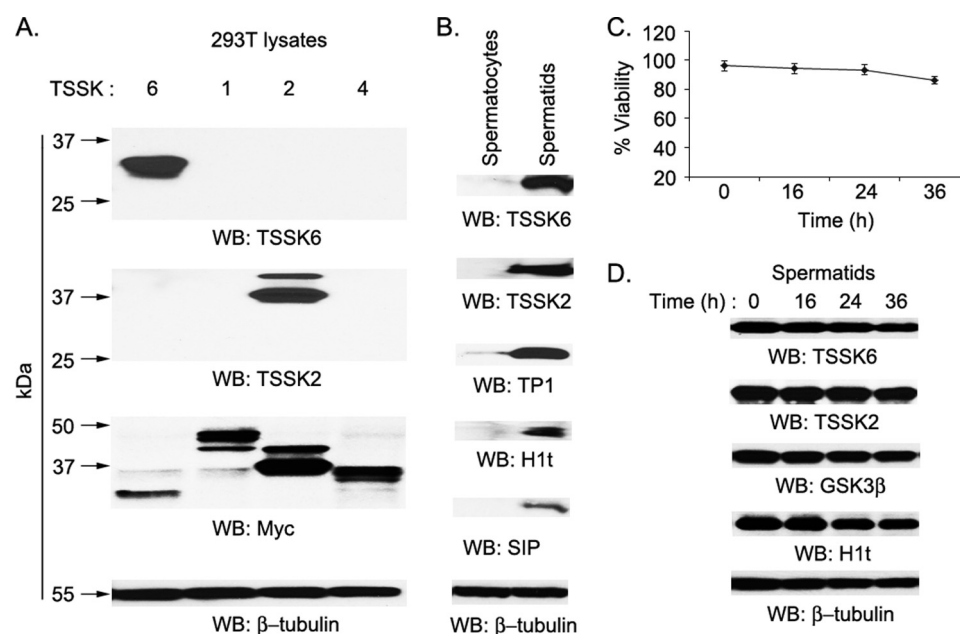 A.
293T lysates
TSSK : 6 1 2 4
kDa
37
25
WB: TSSK6
37
25
WB: TSSK2
50
37
WB: Myc
55
WB: β–tubulin
B.
Spermatocytes
Spermatids
WB: TSSK6
WB: TSSK2
WB: TP1
WB: H1t
WB: SIP
WB: β–tubulin
C.
% Viability
120
100
80
60
40
20
0 16 24 36
Time (h)
D.
Spermatids
Time (h) : 0 16 24 36
WB: TSSK6
WB: TSSK2
WB: GSK3β
WB: H1t
WB: β–tubulin